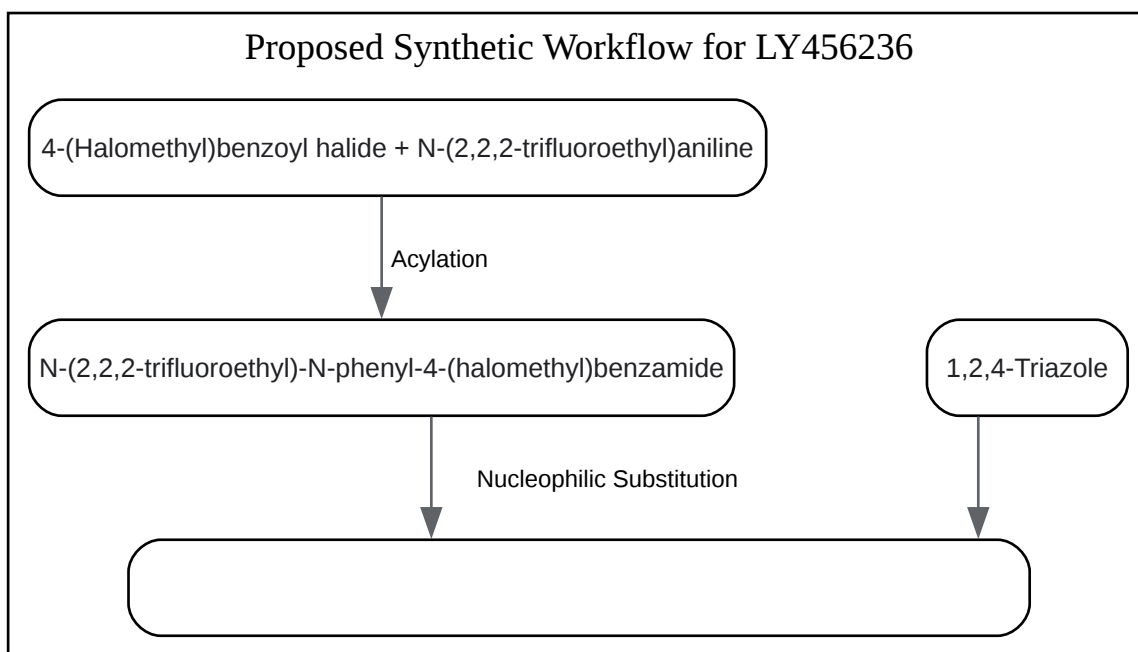 Proposed Synthetic Workflow for LY456236
4-(Halomethyl)benzoyl halide + N-(2,2,2-trifluoroethyl)aniline
Acylation
N-(2,2,2-trifluoroethyl)-N-phenyl-4-(halomethyl)benzamide
1,2,4-Triazole
Nucleophilic Substitution